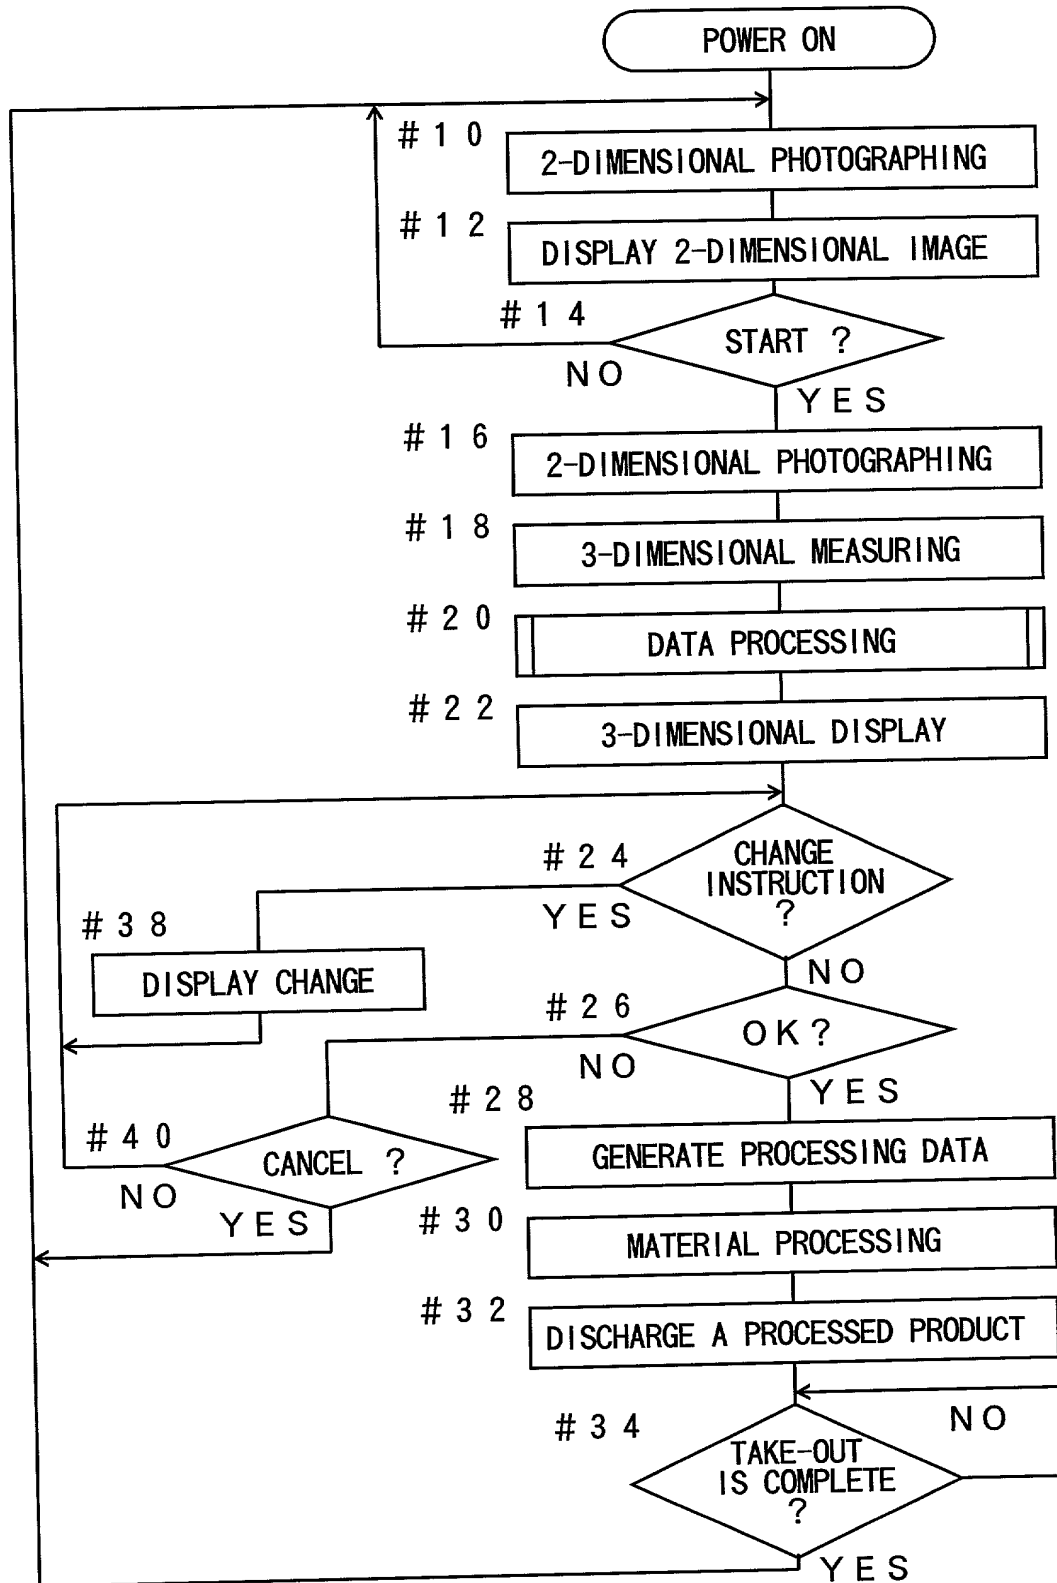 POWER ON
#10
2-DIMENSIONAL PHOTOGRAPHING
#12
DISPLAY 2-DIMENSIONAL IMAGE
#14
START ?
NO
YES
#16
2-DIMENSIONAL PHOTOGRAPHING
#18
3-DIMENSIONAL MEASURING
#20
DATA PROCESSING
#22
3-DIMENSIONAL DISPLAY
#24
CHANGE
INSTRUCTION
?
YES
NO
#38
DISPLAY CHANGE
#26
OK?
NO
YES
#40
CANCEL ?
NO
YES
#28
GENERATE PROCESSING DATA
#30
MATERIAL PROCESSING
#32
DISCHARGE A PROCESSED PRODUCT
#34
TAKE-OUT
IS COMPLETE
?
NO
YES